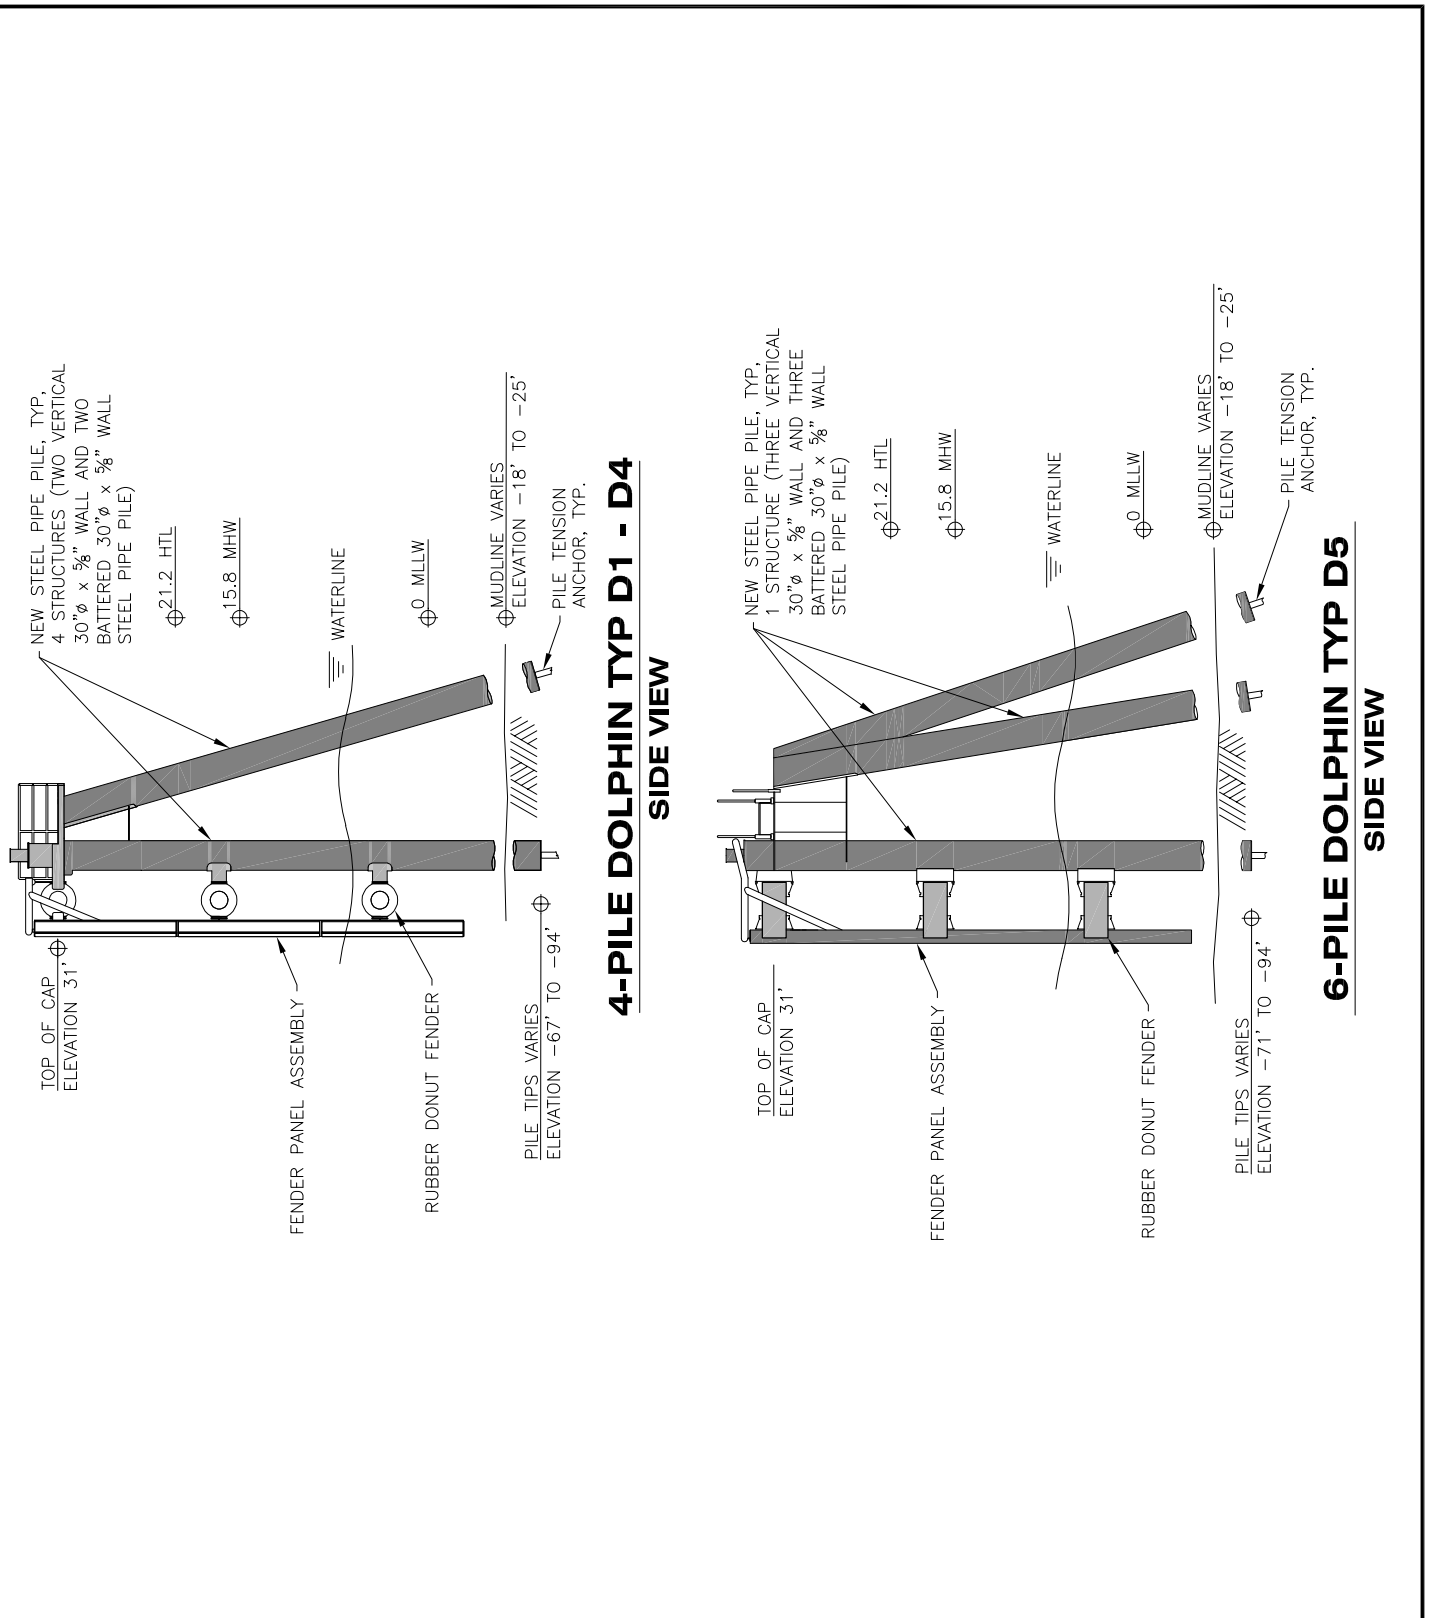 NEW STEEL PIPE PILE, TYP,
4 STRUCTURES (TWO VERTICAL
30"ø x ⅝" WALL AND TWO
BATTERED 30"ø x ⅝" WALL
STEEL PIPE PILE)
21.2 HTL
15.8 MHW
WATERLINE
0 MLLW
MUDLINE VARIES
ELEVATION -18' TO -25'
PILE TENSION
ANCHOR, TYP.
TOP OF CAP
ELEVATION 31'
FENDER PANEL ASSEMBLY
RUBBER DONUT FENDER
PILE TIPS VARIES
ELEVATION -67' TO -94'
4-PILE DOLPHIN TYP D1 - D4
SIDE VIEW
NEW STEEL PIPE PILE, TYP,
1 STRUCTURE (THREE VERTICAL
30"ø x ⅝" WALL AND THREE
BATTERED 30"ø x ⅝" WALL
STEEL PIPE PILE)
21.2 HTL
15.8 MHW
WATERLINE
0 MLLW
MUDLINE VARIES
ELEVATION -18' TO -25'
PILE TENSION
ANCHOR, TYP.
TOP OF CAP
ELEVATION 31'
FENDER PANEL ASSEMBLY
RUBBER DONUT FENDER
PILE TIPS VARIES
ELEVATION -71' TO -94'
6-PILE DOLPHIN TYP D5
SIDE VIEW